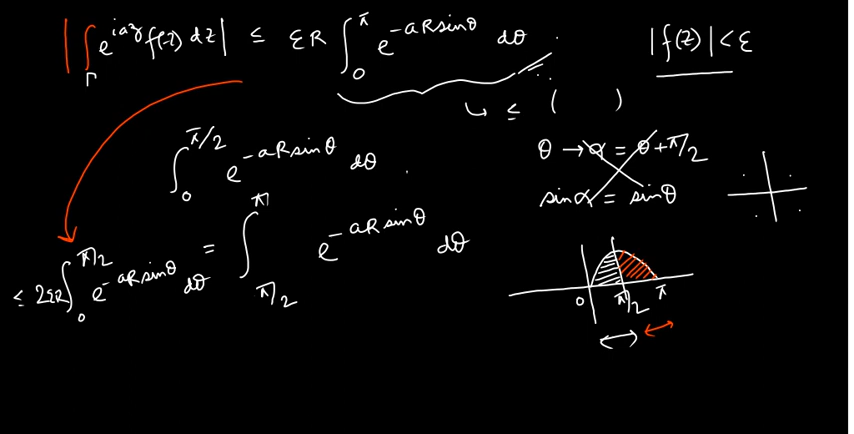 |∫_Γ e^{iaz} f(z) dz| ≤ εR ∫_0^π e^{-aR sinθ} dθ . |f(z)| < ε
↳ ≤ ( )
∫_0^{π/2} e^{-aR sinθ} dθ . θ → α = θ + π/2
sin α = sin θ
≤ 2εR ∫_0^{π/2} e^{-aR sinθ} dθ = ∫_{π/2}^π e^{-aR sinθ} dθ
0 π/2 π